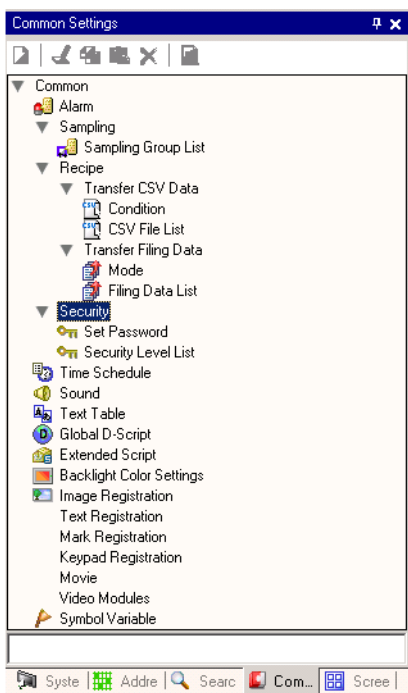 Common Settings
Common
Alarm
Sampling
Sampling Group List
Recipe
Transfer CSV Data
Condition
CSV File List
Transfer Filing Data
Mode
Filing Data List
Security
Set Password
Security Level List
Time Schedule
Sound
Text Table
Global D-Script
Extended Script
Backlight Color Settings
Image Registration
Text Registration
Mark Registration
Keypad Registration
Movie
Video Modules
Symbol Variable
Syste Addre Searc Com... Scree